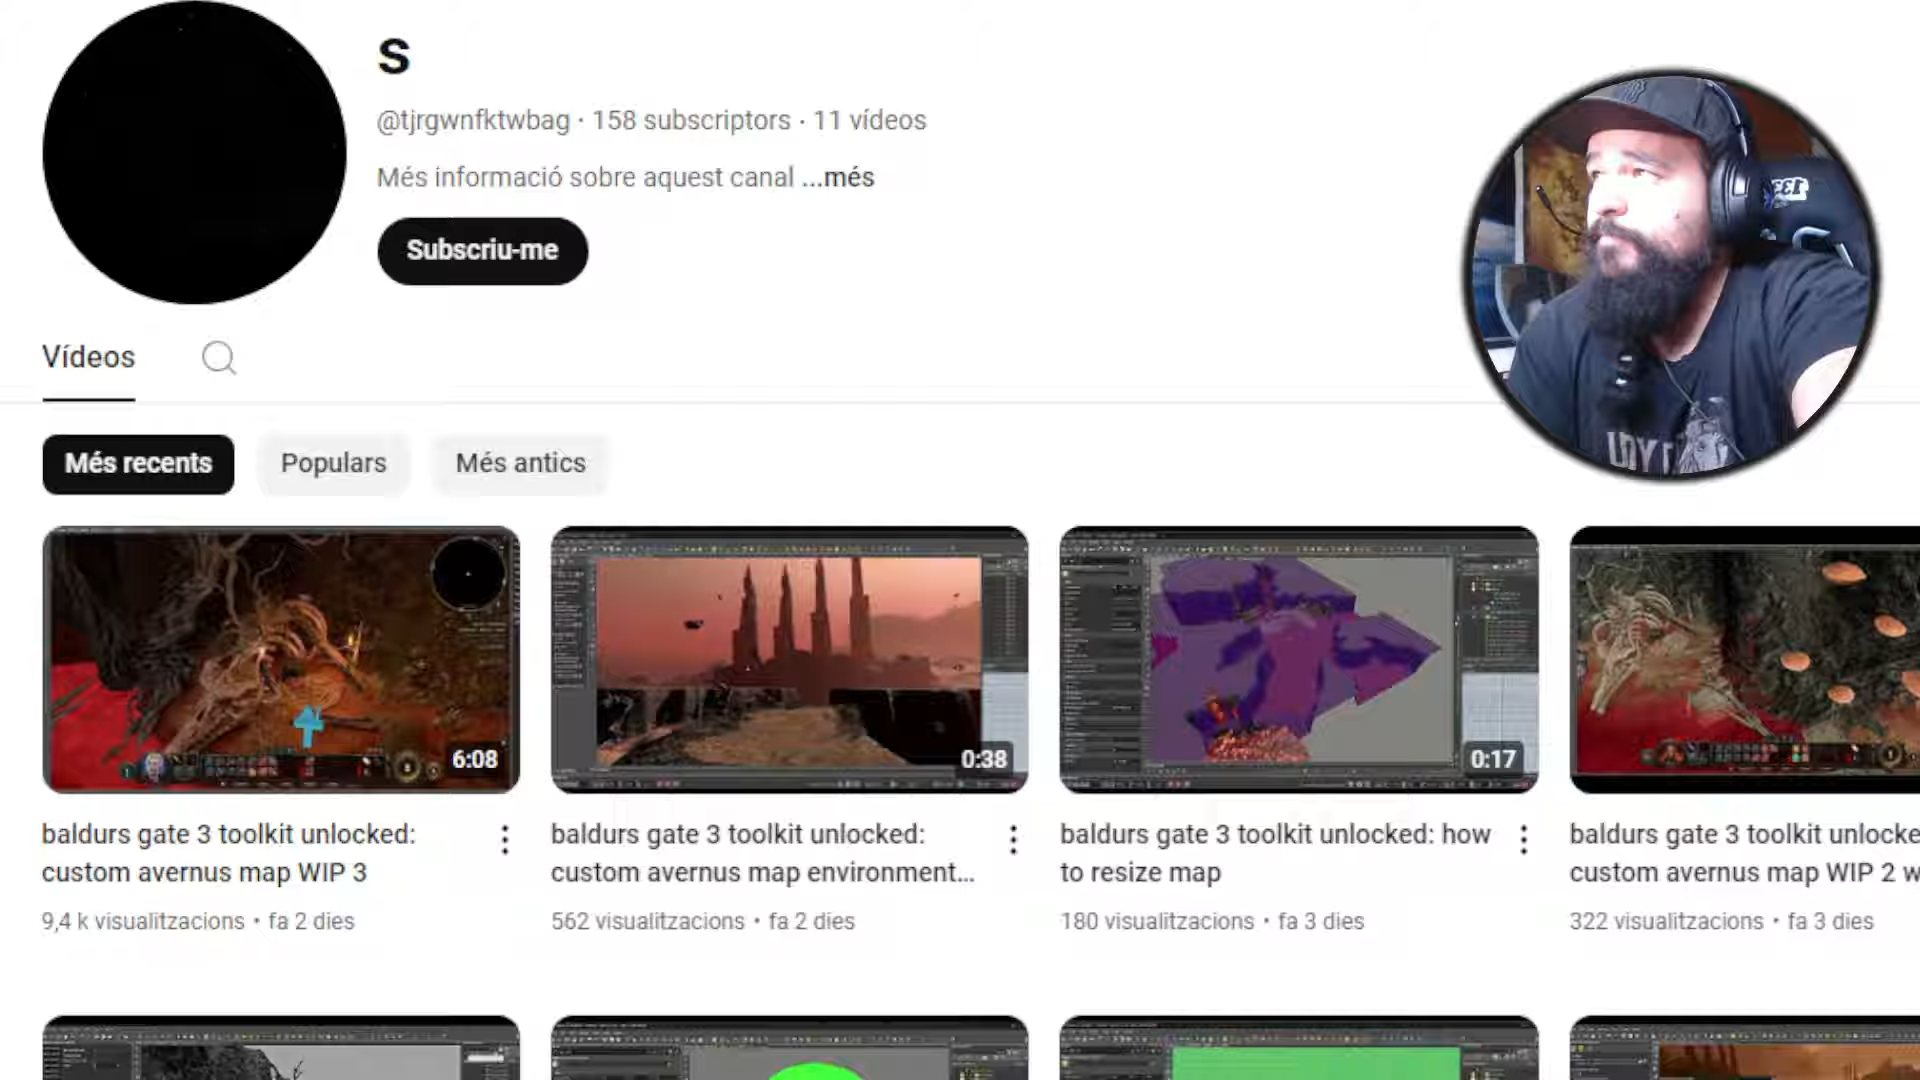 s
@tjrgwnfktwbag · 158 subscriptors · 11 vídeos
Més informació sobre aquest canal ...més
Subscriu-me
Vídeos
Més recents
Populars
Més antics
6:08
0:38
0:17
baldurs gate 3 toolkit unlocked:
custom avernus map WIP 3
9,4 k visualitzacions • fa 2 dies
baldurs gate 3 toolkit unlocked:
custom avernus map environment...
562 visualitzacions • fa 2 dies
baldurs gate 3 toolkit unlocked: how
to resize map
180 visualitzacions • fa 3 dies
baldurs gate 3 toolkit unlocke
custom avernus map WIP 2 w
322 visualitzacions • fa 3 dies